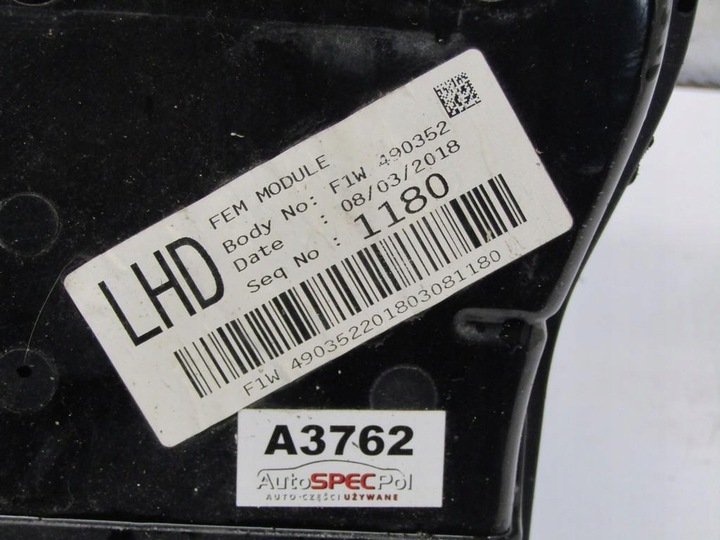 LHD
FEM MODULE
Body No: F1W 490352
Date : 08/03/2018
Seq No : 1180
F1W 490352201803081180
A3762
AutoSPECPol
AUTO-CZĘŚCI UŻYWANE